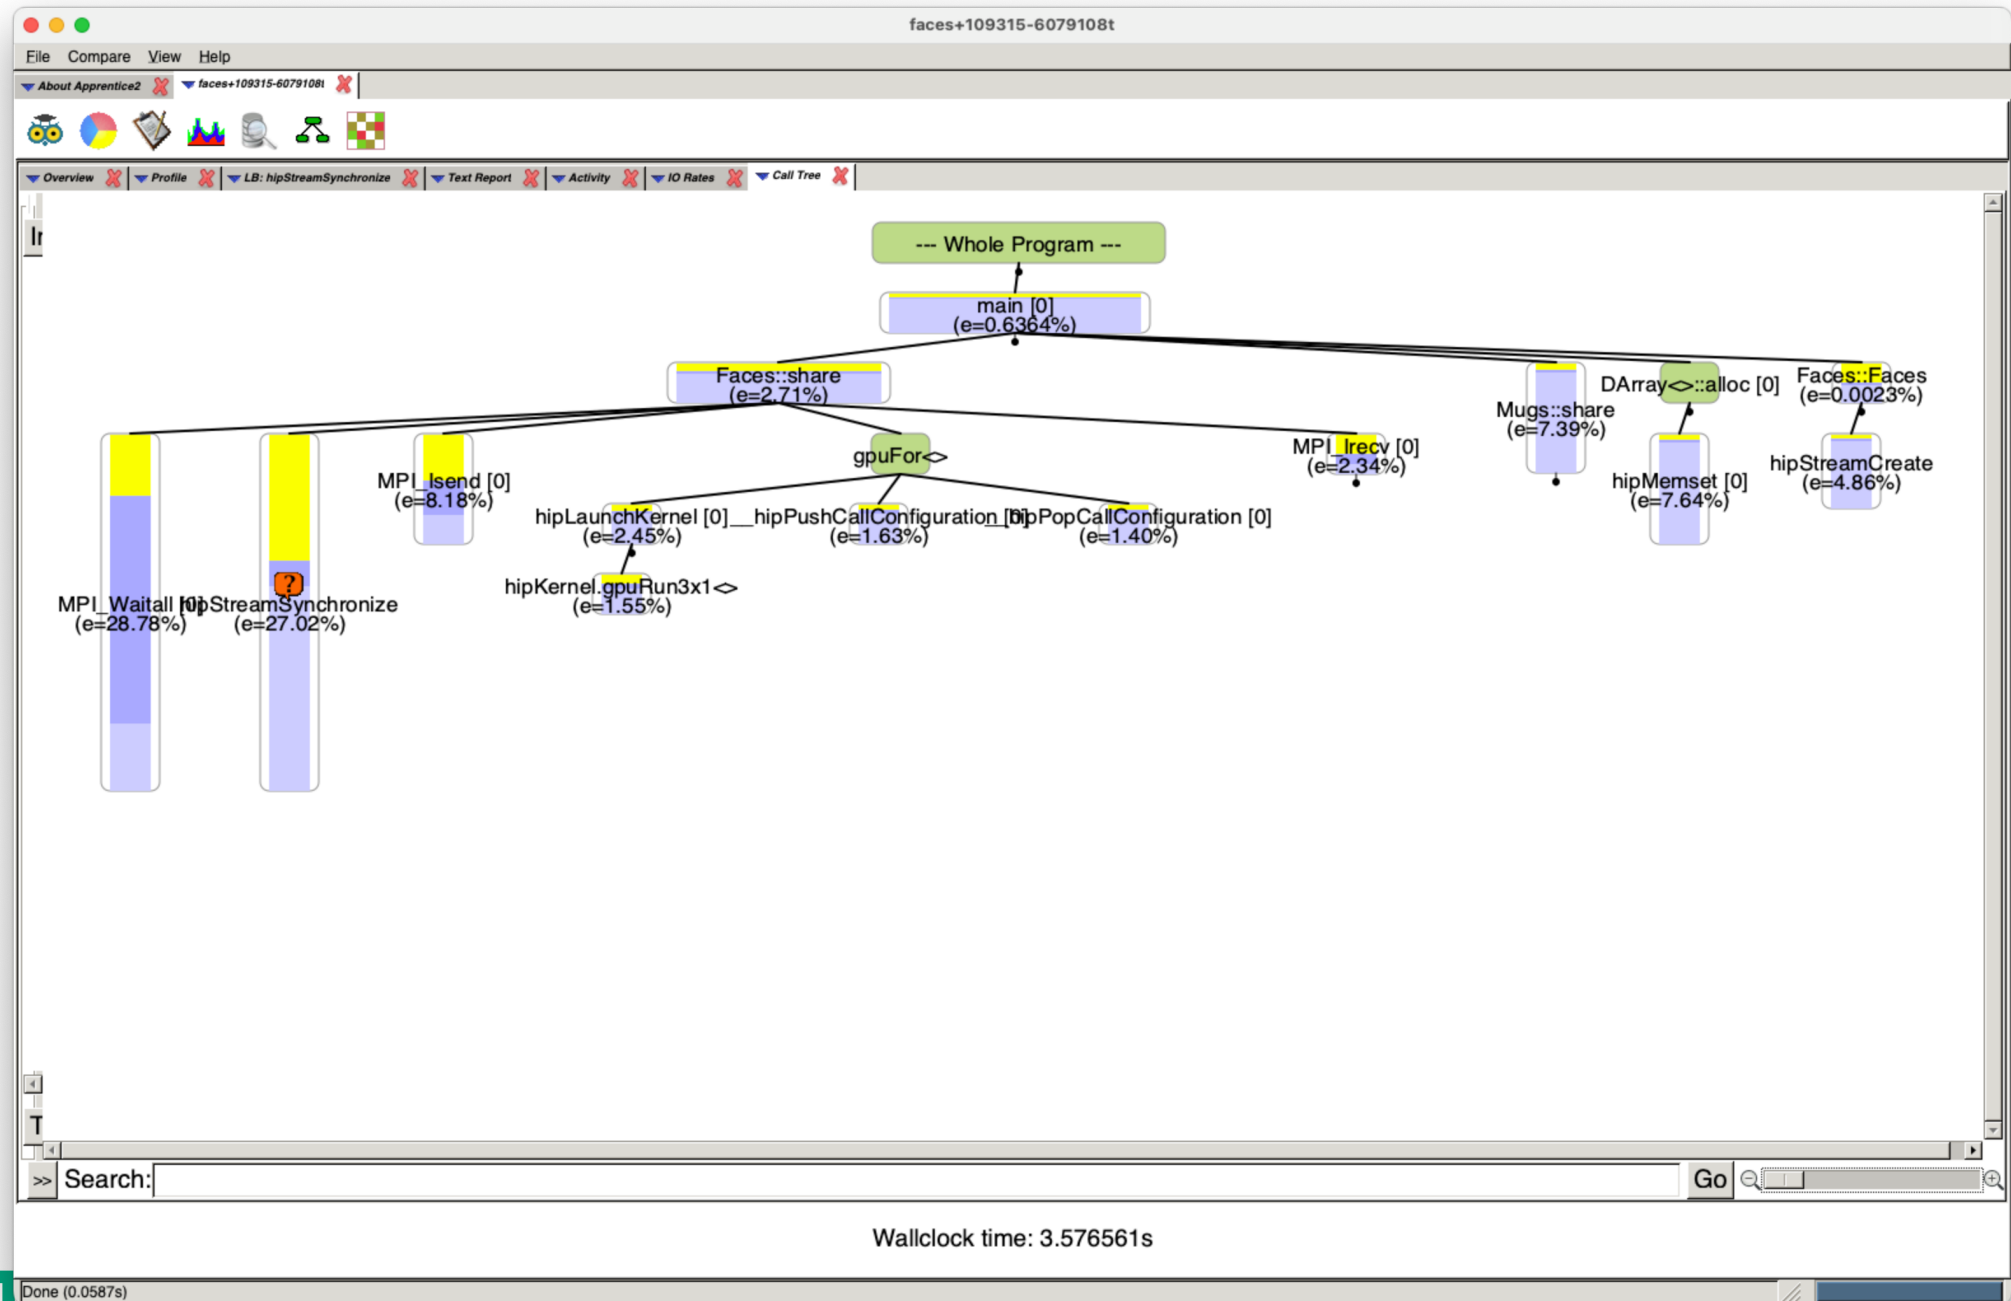 faces+109315-6079108t
File Compare View Help
About Apprentice2 faces+109315-6079108t
Overview Profile LB: hipStreamSynchronize Text Report Activity IO Rates Call Tree
--- Whole Program ---
main [0]
(e=0.6364%)
Faces::share
(e=2.71%)
Mugs::share
(e=7.39%)
DArray<>::alloc [0]
Faces::Faces
(e=0.0023%)
MPI_Waitall [0]
(e=28.78%)
hipStreamSynchronize
(e=27.02%)
?
MPI_Isend [0]
(e=8.18%)
gpuFor<>
MPI_Irecv [0]
(e=2.34%)
hipMemset [0]
(e=7.64%)
hipStreamCreate
(e=4.86%)
hipLaunchKernel [0]
(e=2.45%)
__hipPushCallConfiguration [0]
(e=1.63%)
__hipPopCallConfiguration [0]
(e=1.40%)
hipKernel.gpuRun3x1<>
(e=1.55%)
>> Search: Go
Wallclock time: 3.576561s
Done (0.0587s)